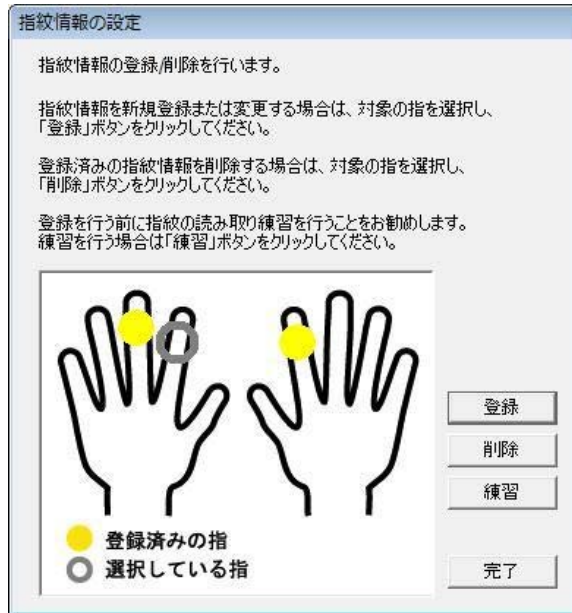 指紋情報の設定
指紋情報の登録/削除を行います。
指紋情報を新規登録または変更する場合は、対象の指を選択し、
「登録」ボタンをクリックしてください。
登録済みの指紋情報を削除する場合は、対象の指を選択し、
「削除」ボタンをクリックしてください。
登録を行う前に指紋の読み取り練習を行うことをお勧めします。
練習を行う場合は「練習」ボタンをクリックしてください。
登録
削除
練習
登録済みの指
選択している指
完了